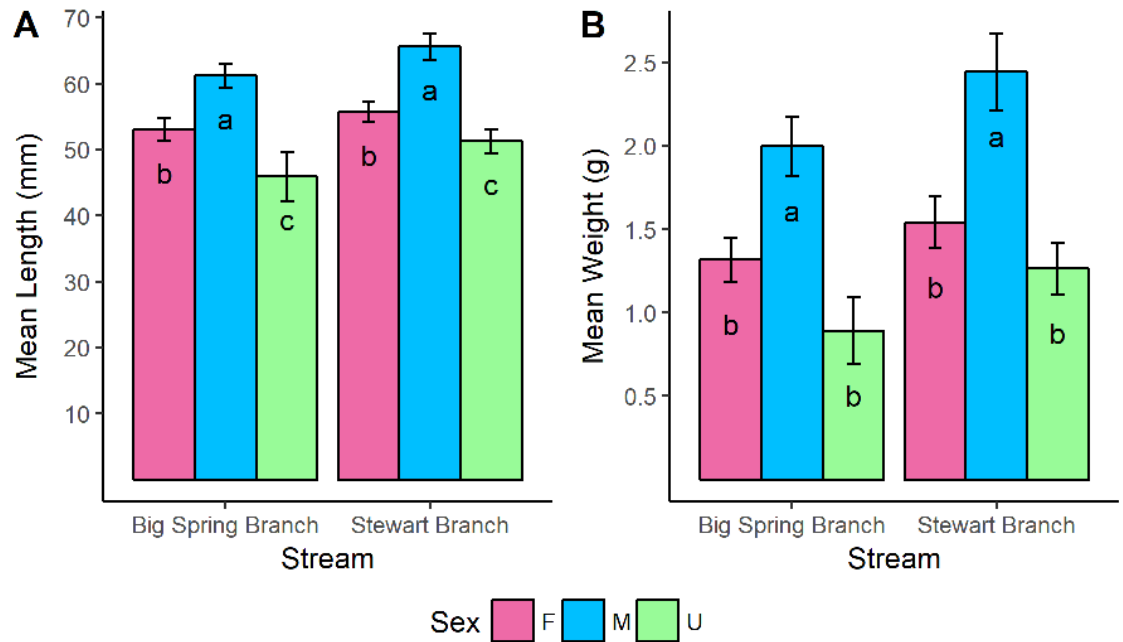 A
Mean Length (mm)
70
60
50
40
30
20
10
b
a
c
b
a
c
Big Spring Branch
Stewart Branch
Stream
B
Mean Weight (g)
2.5
2.0
1.5
1.0
0.5
b
a
b
b
a
b
Big Spring Branch
Stewart Branch
Stream
Sex F M U